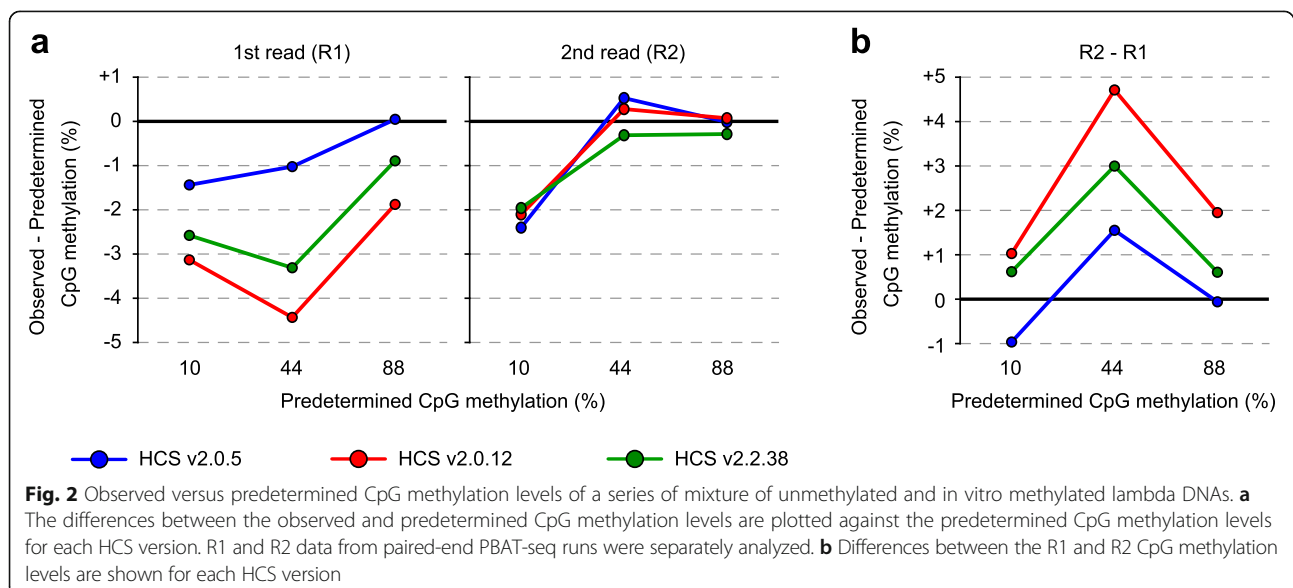 a
1st read (R1)
2nd read (R2)
Observed - Predetermined
CpG methylation (%)
+1
0
-1
-2
-3
-4
-5
10 44 88
10 44 88
Predetermined CpG methylation (%)
b
R2 - R1
Observed - Predetermined
CpG methylation (%)
+5
+4
+3
+2
+1
0
-1
10 44 88
Predetermined CpG methylation (%)
HCS v2.0.5 HCS v2.0.12 HCS v2.2.38
Fig. 2 Observed versus predetermined CpG methylation levels of a series of mixture of unmethylated and in vitro methylated lambda DNAs. a
The differences between the observed and predetermined CpG methylation levels are plotted against the predetermined CpG methylation levels
for each HCS version. R1 and R2 data from paired-end PBAT-seq runs were separately analyzed. b Differences between the R1 and R2 CpG methylation
levels are shown for each HCS version